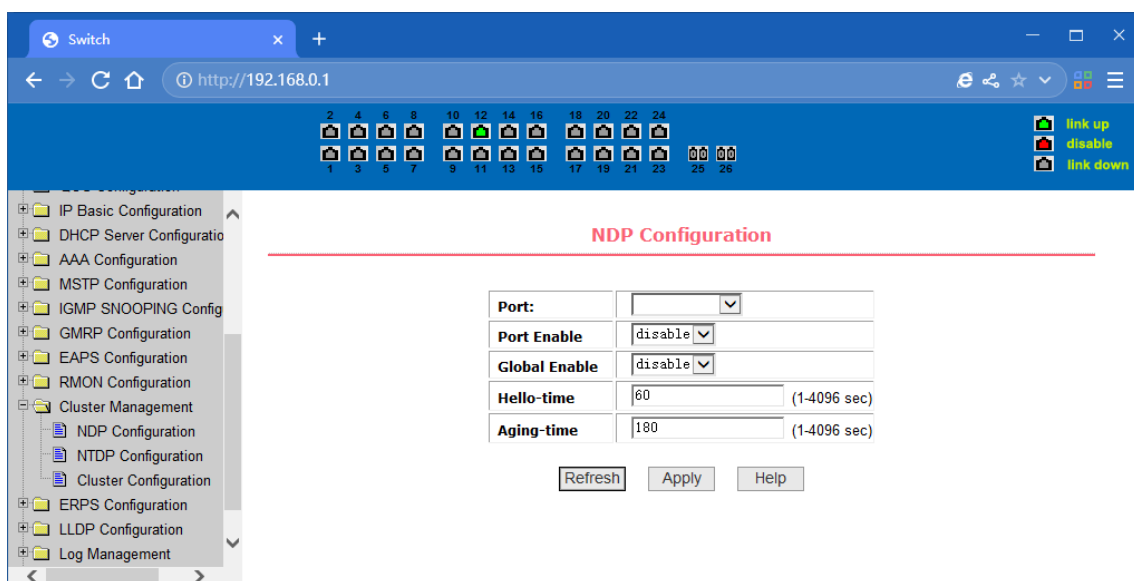 Switch
http://192.168.0.1
2 4 6 8 10 12 14 16 18 20 22 24
1 3 5 7 9 11 13 15 17 19 21 23 25 26
link up
disable
link down
IP Basic Configuration
DHCP Server Configuratio
AAA Configuration
MSTP Configuration
IGMP SNOOPING Config
GMRP Configuration
EAPS Configuration
RMON Configuration
Cluster Management
NDP Configuration
NTDP Configuration
Cluster Configuration
ERPS Configuration
LLDP Configuration
Log Management
NDP Configuration
Port:
Port Enable disable
Global Enable disable
Hello-time 60 (1-4096 sec)
Aging-time 180 (1-4096 sec)
Refresh Apply Help